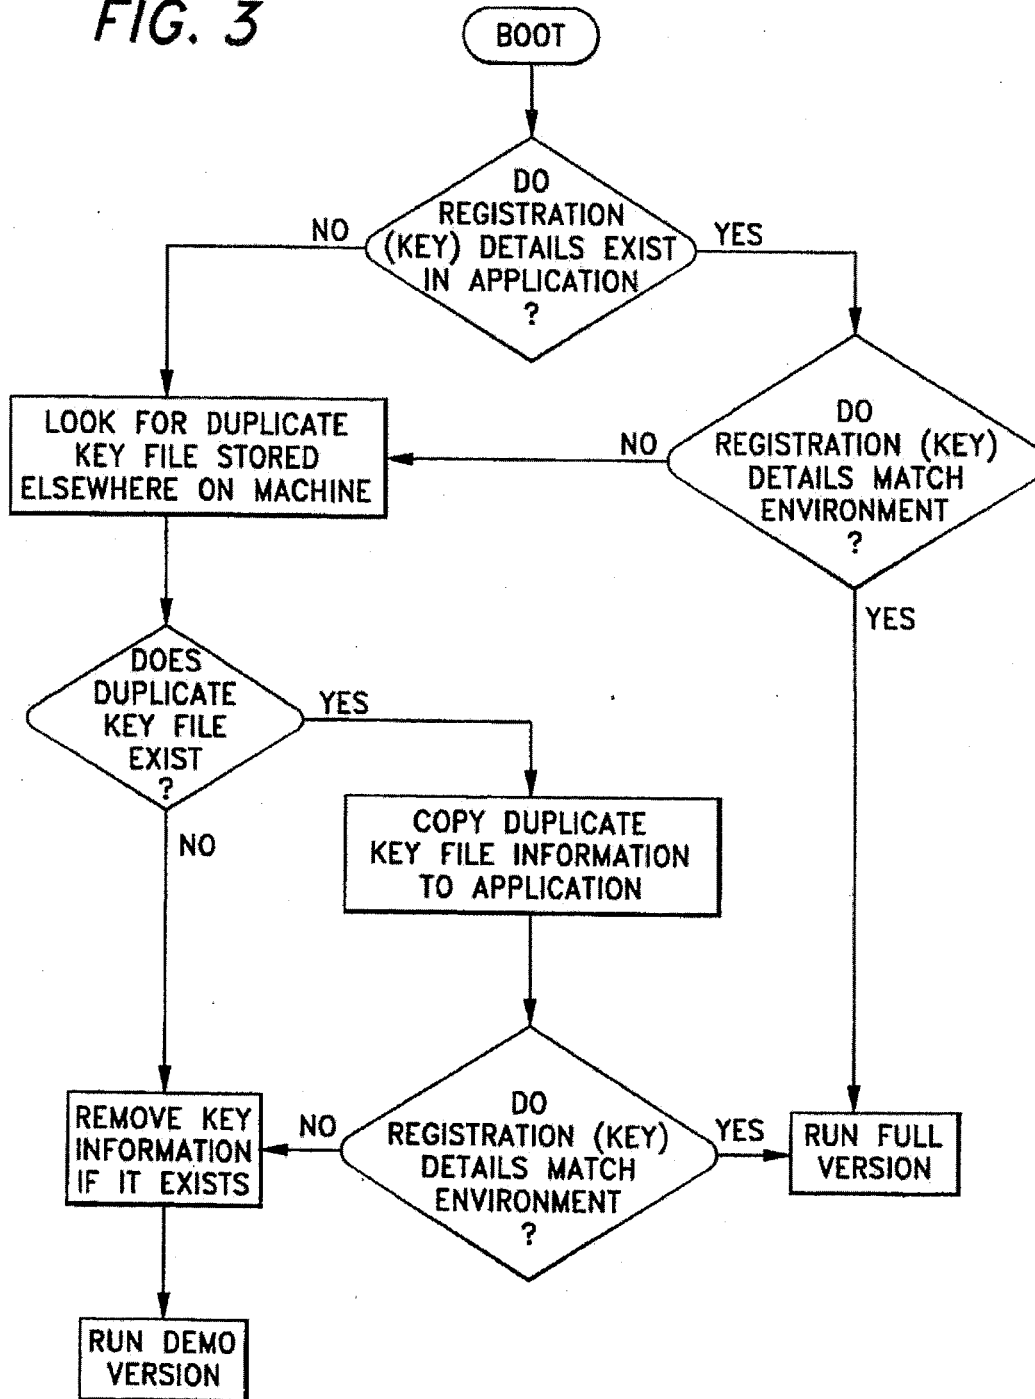 FIG. 3
BOOT
DO
REGISTRATION
(KEY) DETAILS EXIST
IN APPLICATION
?
NO
YES
LOOK FOR DUPLICATE
KEY FILE STORED
ELSEWHERE ON MACHINE
NO
DO
REGISTRATION (KEY)
DETAILS MATCH
ENVIRONMENT
?
YES
DOES
DUPLICATE
KEY FILE
EXIST
?
YES
NO
COPY DUPLICATE
KEY FILE INFORMATION
TO APPLICATION
REMOVE KEY
INFORMATION
IF IT EXISTS
NO
DO
REGISTRATION (KEY)
DETAILS MATCH
ENVIRONMENT
?
YES
RUN FULL
VERSION
RUN DEMO
VERSION